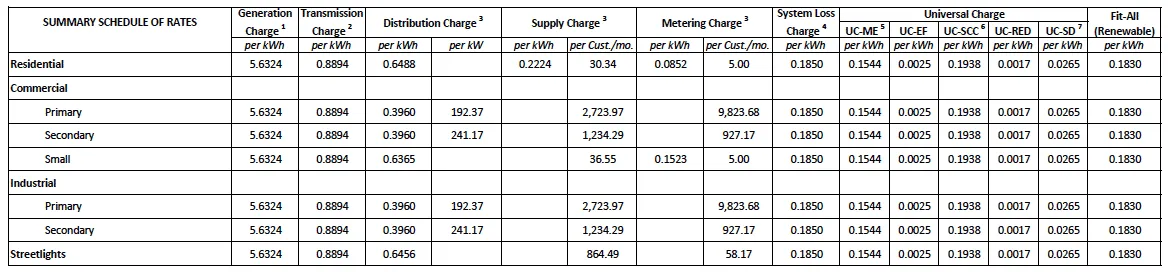 SUMMARY SCHEDULE OF RATES Generation Charge 1 Transmission Charge 2 Distribution Charge 3 Supply Charge 3 Metering Charge 3 System Loss Charge 4 Universal Charge Fit-All (Renewable)
UC-ME 5 UC-EF UC-SCC 6 UC-RED UC-SD 7
per kWh per kWh per kWh per kW per kWh per Cust./mo. per kWh per Cust./mo. per kWh per kWh per kWh per kWh per kWh per kWh per kWh
Residential 5.6324 0.8894 0.6488 0.2224 30.34 0.0852 5.00 0.1850 0.1544 0.0025 0.1938 0.0017 0.0265 0.1830
Commercial
Primary 5.6324 0.8894 0.3960 192.37 2,723.97 9,823.68 0.1850 0.1544 0.0025 0.1938 0.0017 0.0265 0.1830
Secondary 5.6324 0.8894 0.3960 241.17 1,234.29 927.17 0.1850 0.1544 0.0025 0.1938 0.0017 0.0265 0.1830
Small 5.6324 0.8894 0.6365 36.55 0.1523 5.00 0.1850 0.1544 0.0025 0.1938 0.0017 0.0265 0.1830
Industrial
Primary 5.6324 0.8894 0.3960 192.37 2,723.97 9,823.68 0.1850 0.1544 0.0025 0.1938 0.0017 0.0265 0.1830
Secondary 5.6324 0.8894 0.3960 241.17 1,234.29 927.17 0.1850 0.1544 0.0025 0.1938 0.0017 0.0265 0.1830
Streetlights 5.6324 0.8894 0.6456 864.49 58.17 0.1850 0.1544 0.0025 0.1938 0.0017 0.0265 0.1830